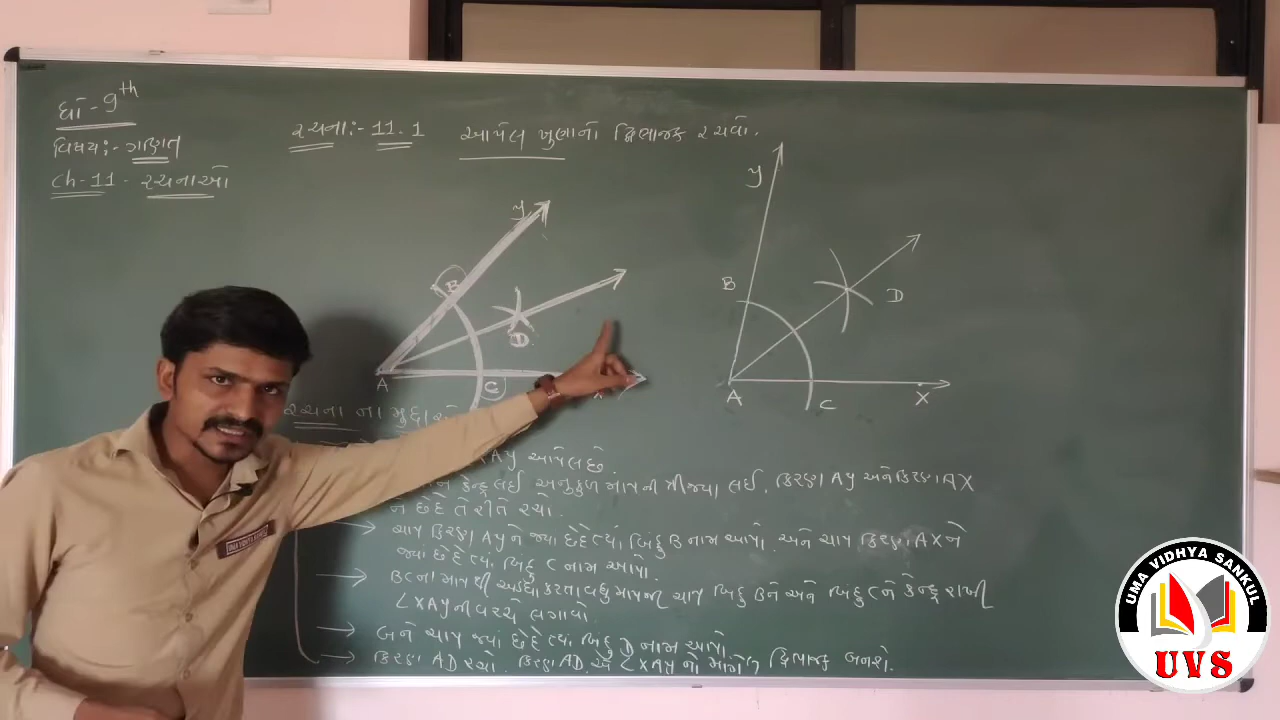 ધો-9th
વિષય:- ગણિત
Ch-11 - રચનાઓ
રચના:- 11.1 આપેલ ખુણાનો દ્વિભાજક રચવો.
y
B
D
A
C
y
B
D
A
C
X
રચના ના મુદ્દા
XAy આપેલ છે.
કેન્દ્ર લઈ અનુકુળ માપની ત્રીજ્યા લઈ, કિરણ Ay અને કિરણ AX
ને છેદે તે રીતે રચો.
→ ચાપ કિરણ Ay ને જ્યાં છેદે ત્યાં બિંદુ B નામ આપો. અને ચાપ કિરણ AX ને
જ્યાં છેદે ત્યાં બિંદુ C નામ આપો.
→ BC ના માપથી અડધા કરતા વધુ માપની ચાપ બિંદુ B ને અને બિંદુ C ને કેન્દ્ર રાખી
∠XAy ની વચ્ચે લગાવો.
→ બંને ચાપ જ્યાં છેદે ત્યાં બિંદુ D નામ આપો.
→ કિરણ AD રચો. કિરણ AD એ ∠XAy નો માંગેલ દ્વિભાજક બનશે.
UMA VIDHYA SANKUL
UVS